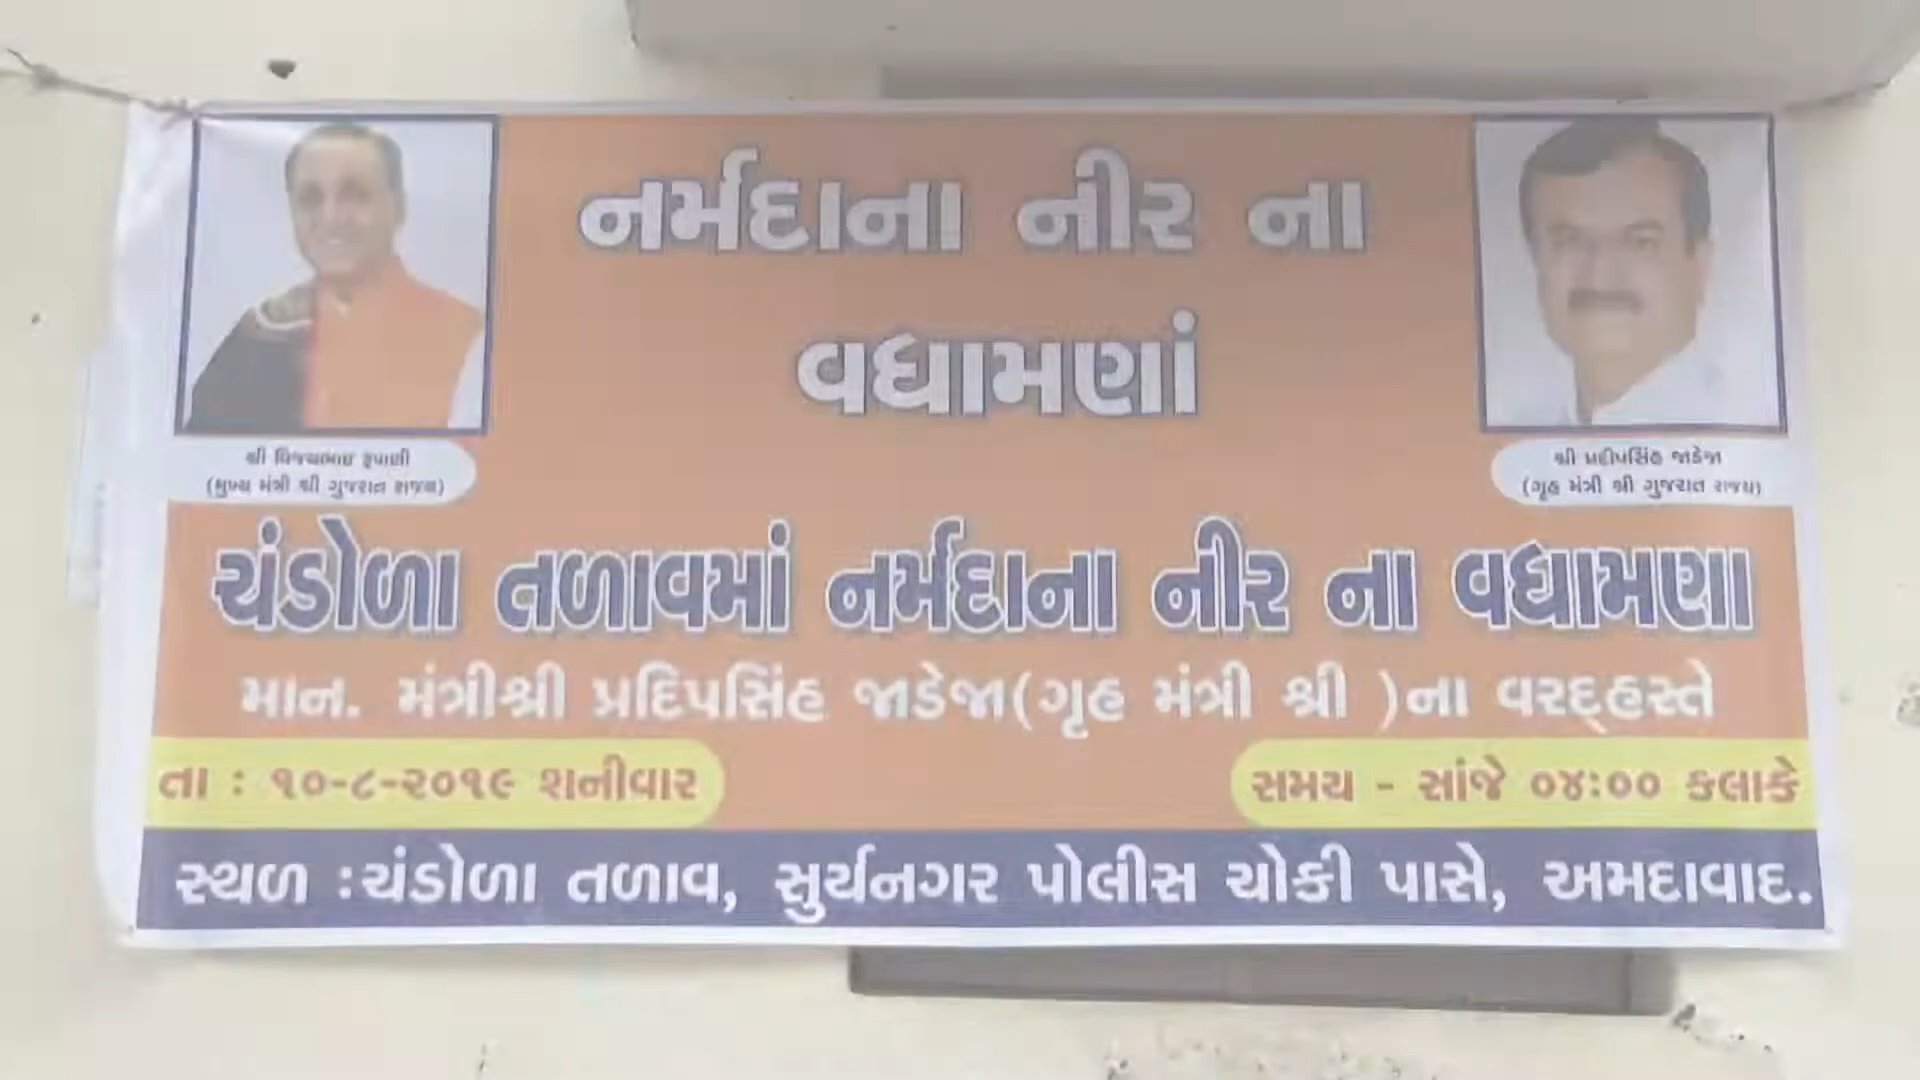 નર્મદાના નીર ના
વધામણાં
શ્રી વિજયભાઇ રૂપાણી
(મુખ્ય મંત્રી શ્રી ગુજરાત રાજ્ય)
શ્રી પ્રદીપસિંહ જાડેજા
(ગૃહ મંત્રી શ્રી ગુજરાત રાજ્ય)
ચંડોળા તળાવમાં નર્મદાના નીર ના વધામણા
માન. મંત્રીશ્રી પ્રદિપસિંહ જાડેજા(ગૃહ મંત્રી શ્રી )ના વરદ્હસ્તે
તા : ૧૦-૮-૨૦૧૯ શનીવાર
સમય - સાંજે ૦૪:૦૦ કલાકે
સ્થળ :ચંડોળા તળાવ, સુર્યનગર પોલીસ ચોકી પાસે, અમદાવાદ.